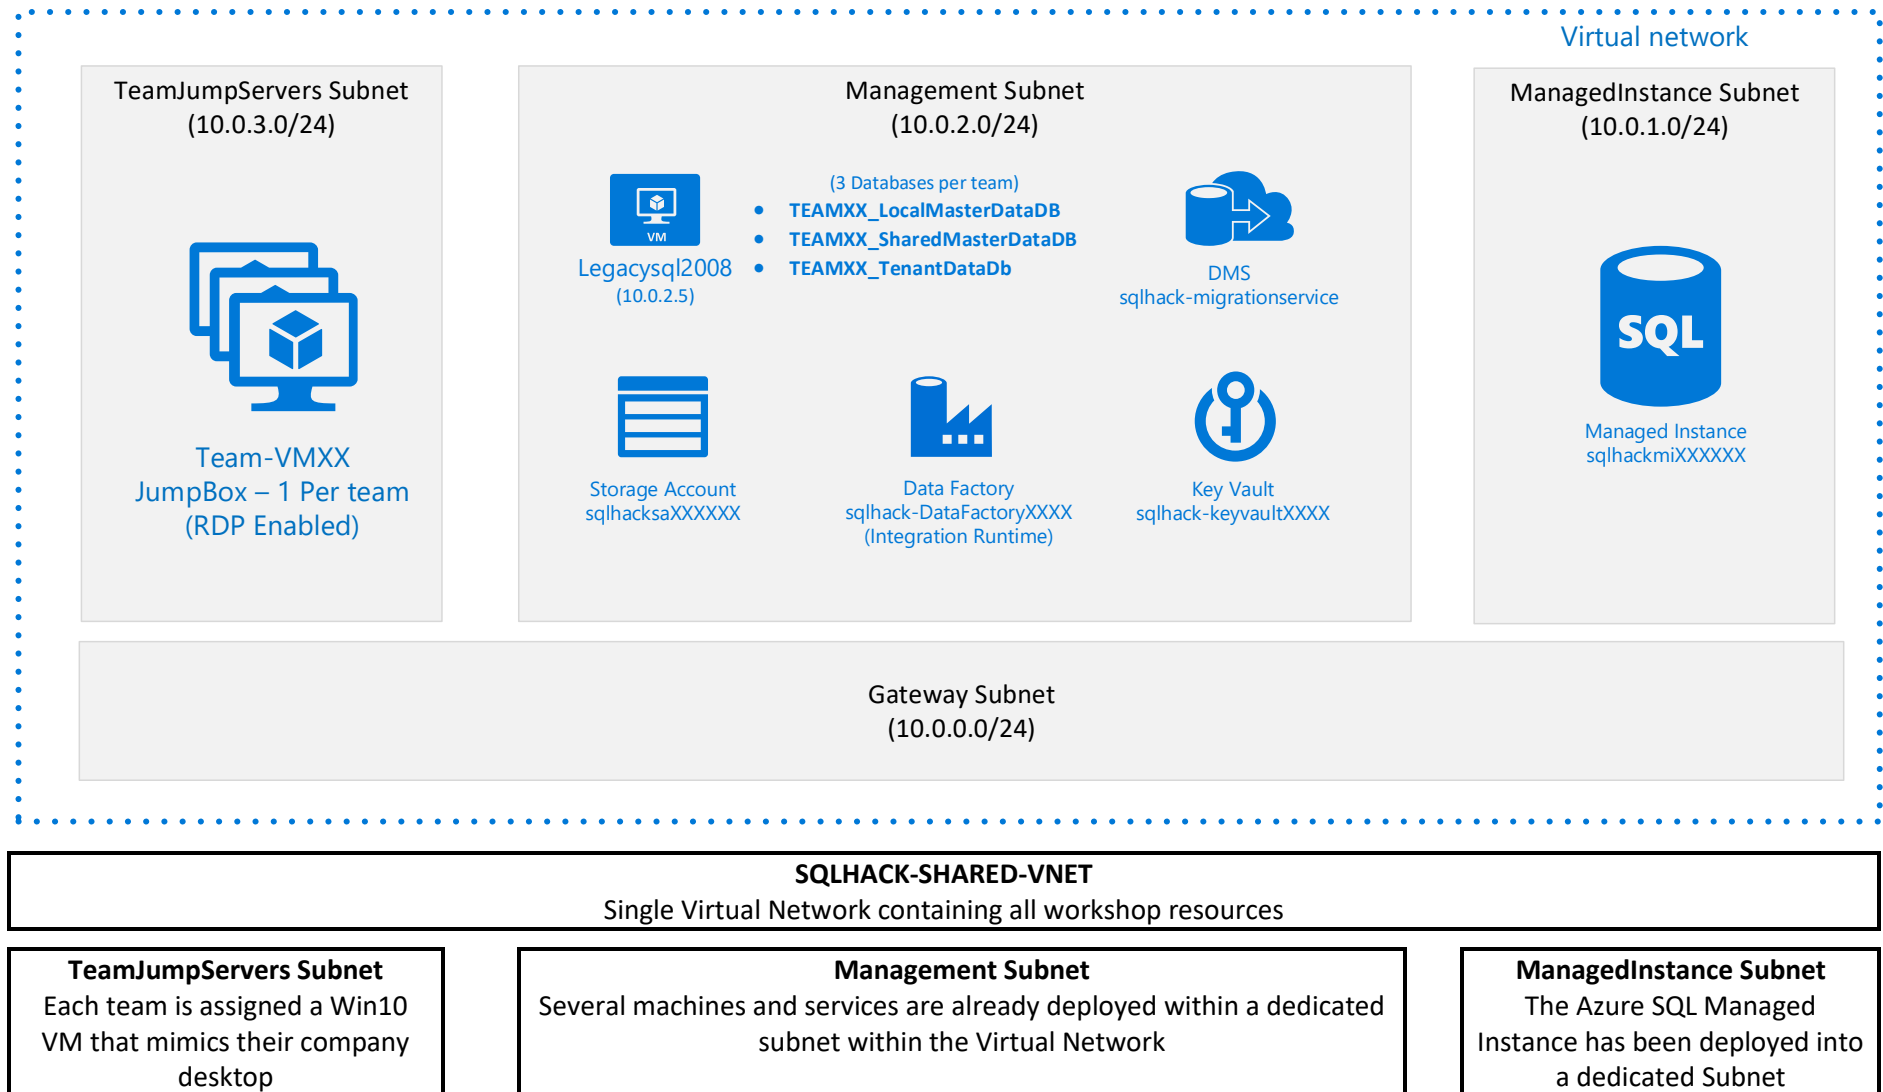 Virtual network
TeamJumpServers Subnet
(10.0.3.0/24)
Team-VMXX
JumpBox – 1 Per team
(RDP Enabled)
Management Subnet
(10.0.2.0/24)
VM
Legacysql2008
(10.0.2.5)
(3 Databases per team)
• TEAMXX_LocalMasterDataDB
• TEAMXX_SharedMasterDataDB
• TEAMXX_TenantDataDb
DMS
sqlhack-migrationservice
Storage Account
sqlhacksaXXXXXX
Data Factory
sqlhack-DataFactoryXXXX
(Integration Runtime)
Key Vault
sqlhack-keyvaultXXXX
ManagedInstance Subnet
(10.0.1.0/24)
SQL
Managed Instance
sqlhackmiXXXXXX
Gateway Subnet
(10.0.0.0/24)
SQLHACK-SHARED-VNET
Single Virtual Network containing all workshop resources
TeamJumpServers Subnet
Each team is assigned a Win10
VM that mimics their company
desktop
Management Subnet
Several machines and services are already deployed within a dedicated
subnet within the Virtual Network
ManagedInstance Subnet
The Azure SQL Managed
Instance has been deployed into
a dedicated Subnet